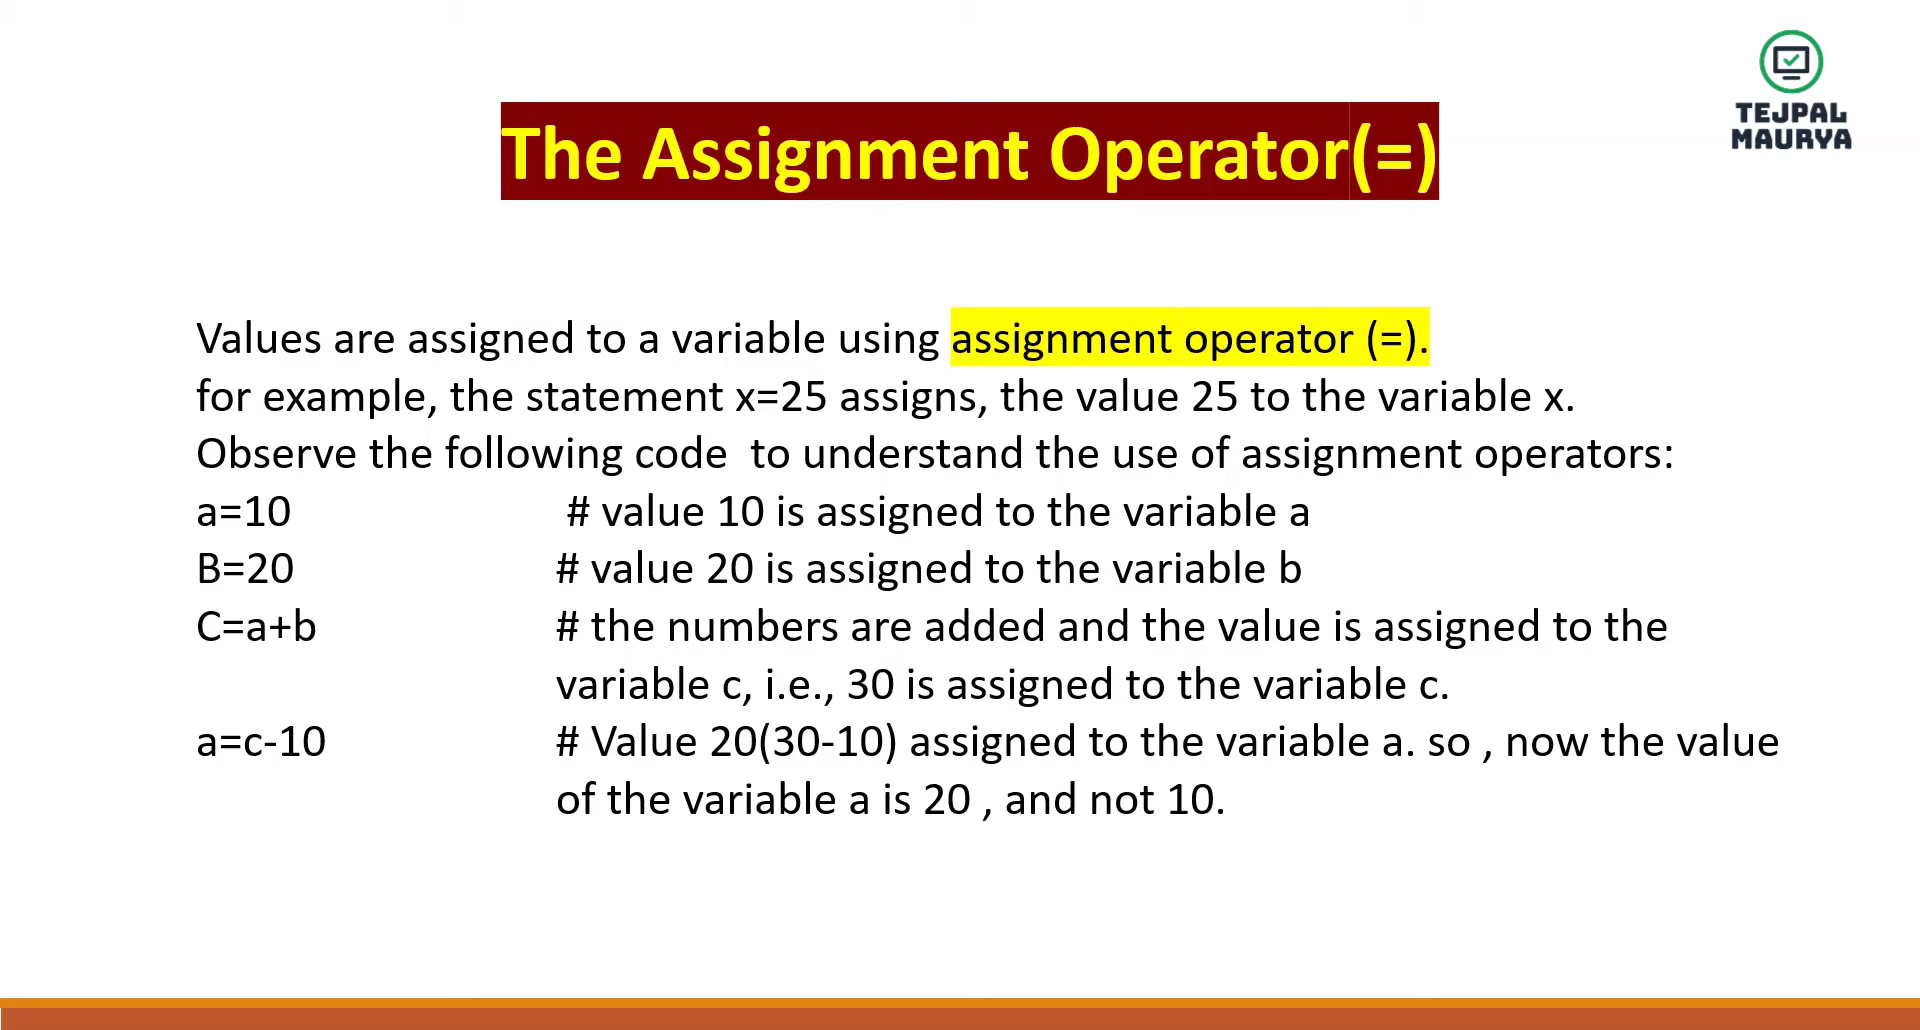 TEJPAL
MAURYA
The Assignment Operator(=)
Values are assigned to a variable using assignment operator (=).
for example, the statement x=25 assigns, the value 25 to the variable x.
Observe the following code  to understand the use of assignment operators:
a=10 # value 10 is assigned to the variable a
B=20 # value 20 is assigned to the variable b
C=a+b # the numbers are added and the value is assigned to the
variable c, i.e., 30 is assigned to the variable c.
a=c-10 # Value 20(30-10) assigned to the variable a. so , now the value
of the variable a is 20 , and not 10.